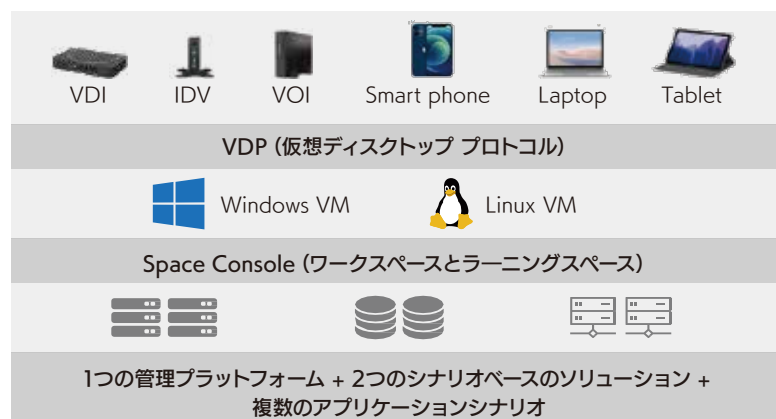 VDI IDV VOI Smart phone Laptop Tablet
VDP（仮想ディスクトップ プロトコル）
Windows VM Linux VM
Space Console（ワークスペースとラーニングスペース）
1つの管理プラットフォーム + 2つのシナリオベースのソリューション +
複数のアプリケーションシナリオ